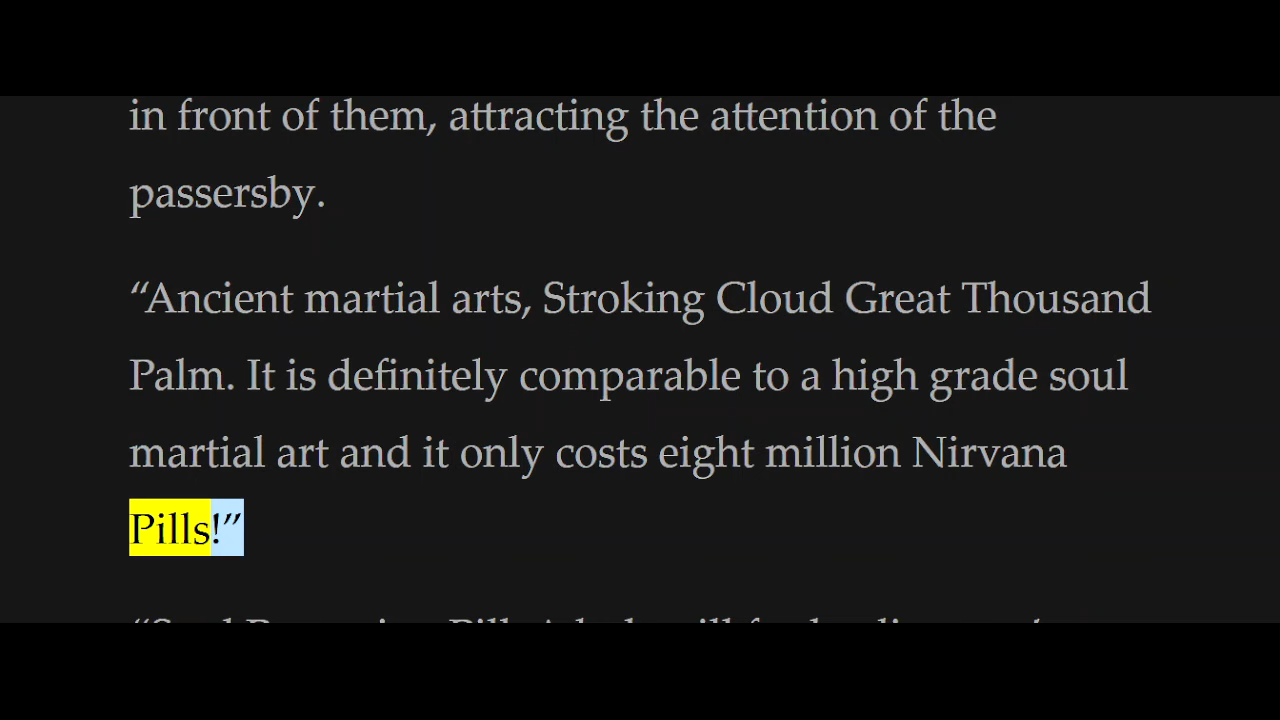 in front of them, attracting the attention of the
passersby.
“Ancient martial arts, Stroking Cloud Great Thousand
Palm. It is definitely comparable to a high grade soul
martial art and it only costs eight million Nirvana
Pills!”